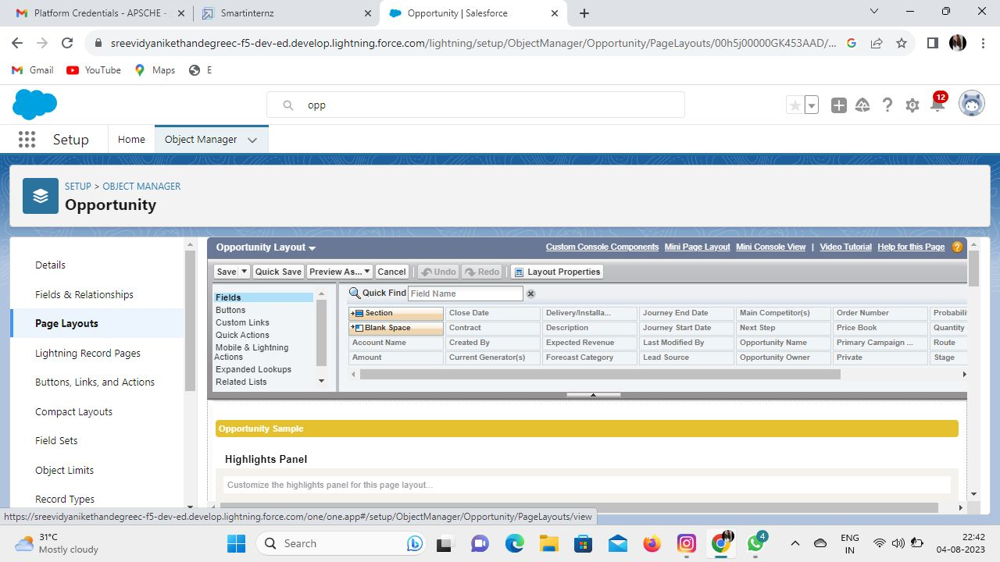 Platform Credentials - APSCHE -
Smartinternz
Opportunity | Salesforce
sreevidyanikethandegreec-f5-dev-ed.develop.lightning.force.com/lightning/setup/ObjectManager/Opportunity/PageLayouts/00h5j00000GK453AAD/...
Gmail
YouTube
Maps
E
opp
12
Setup
Home
Object Manager
SETUP > OBJECT MANAGER
Opportunity
Details
Fields & Relationships
Page Layouts
Lightning Record Pages
Buttons, Links, and Actions
Compact Layouts
Field Sets
Object Limits
Record Types
Opportunity Layout
Custom Console Components Mini Page Layout Mini Console View | Video Tutorial Help for this Page ?
Save Quick Save Preview As... Cancel Undo Redo Layout Properties
Fields
Buttons
Custom Links
Quick Actions
Mobile & Lightning
Actions
Expanded Lookups
Related Lists
Quick Find Field Name
Section Close Date Delivery/Installa... Journey End Date Main Competitor(s) Order Number Probabili
Blank Space Contract Description Journey Start Date Next Step Price Book Quantity
Account Name Created By Expected Revenue Last Modified By Opportunity Name Primary Campaign ... Route
Amount Current Generator(s) Forecast Category Lead Source Opportunity Owner Private Stage
Opportunity Sample
Highlights Panel
Customize the highlights panel for this page layout...
https://sreevidyanikethandegreec-f5-dev-ed.develop.lightning.force.com/one/one.app#/setup/ObjectManager/Opportunity/PageLayouts/view
31°C
Mostly cloudy
Search
4
ENG
IN
22:42
04-08-2023